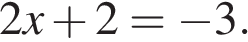 2x + 2 = −3.